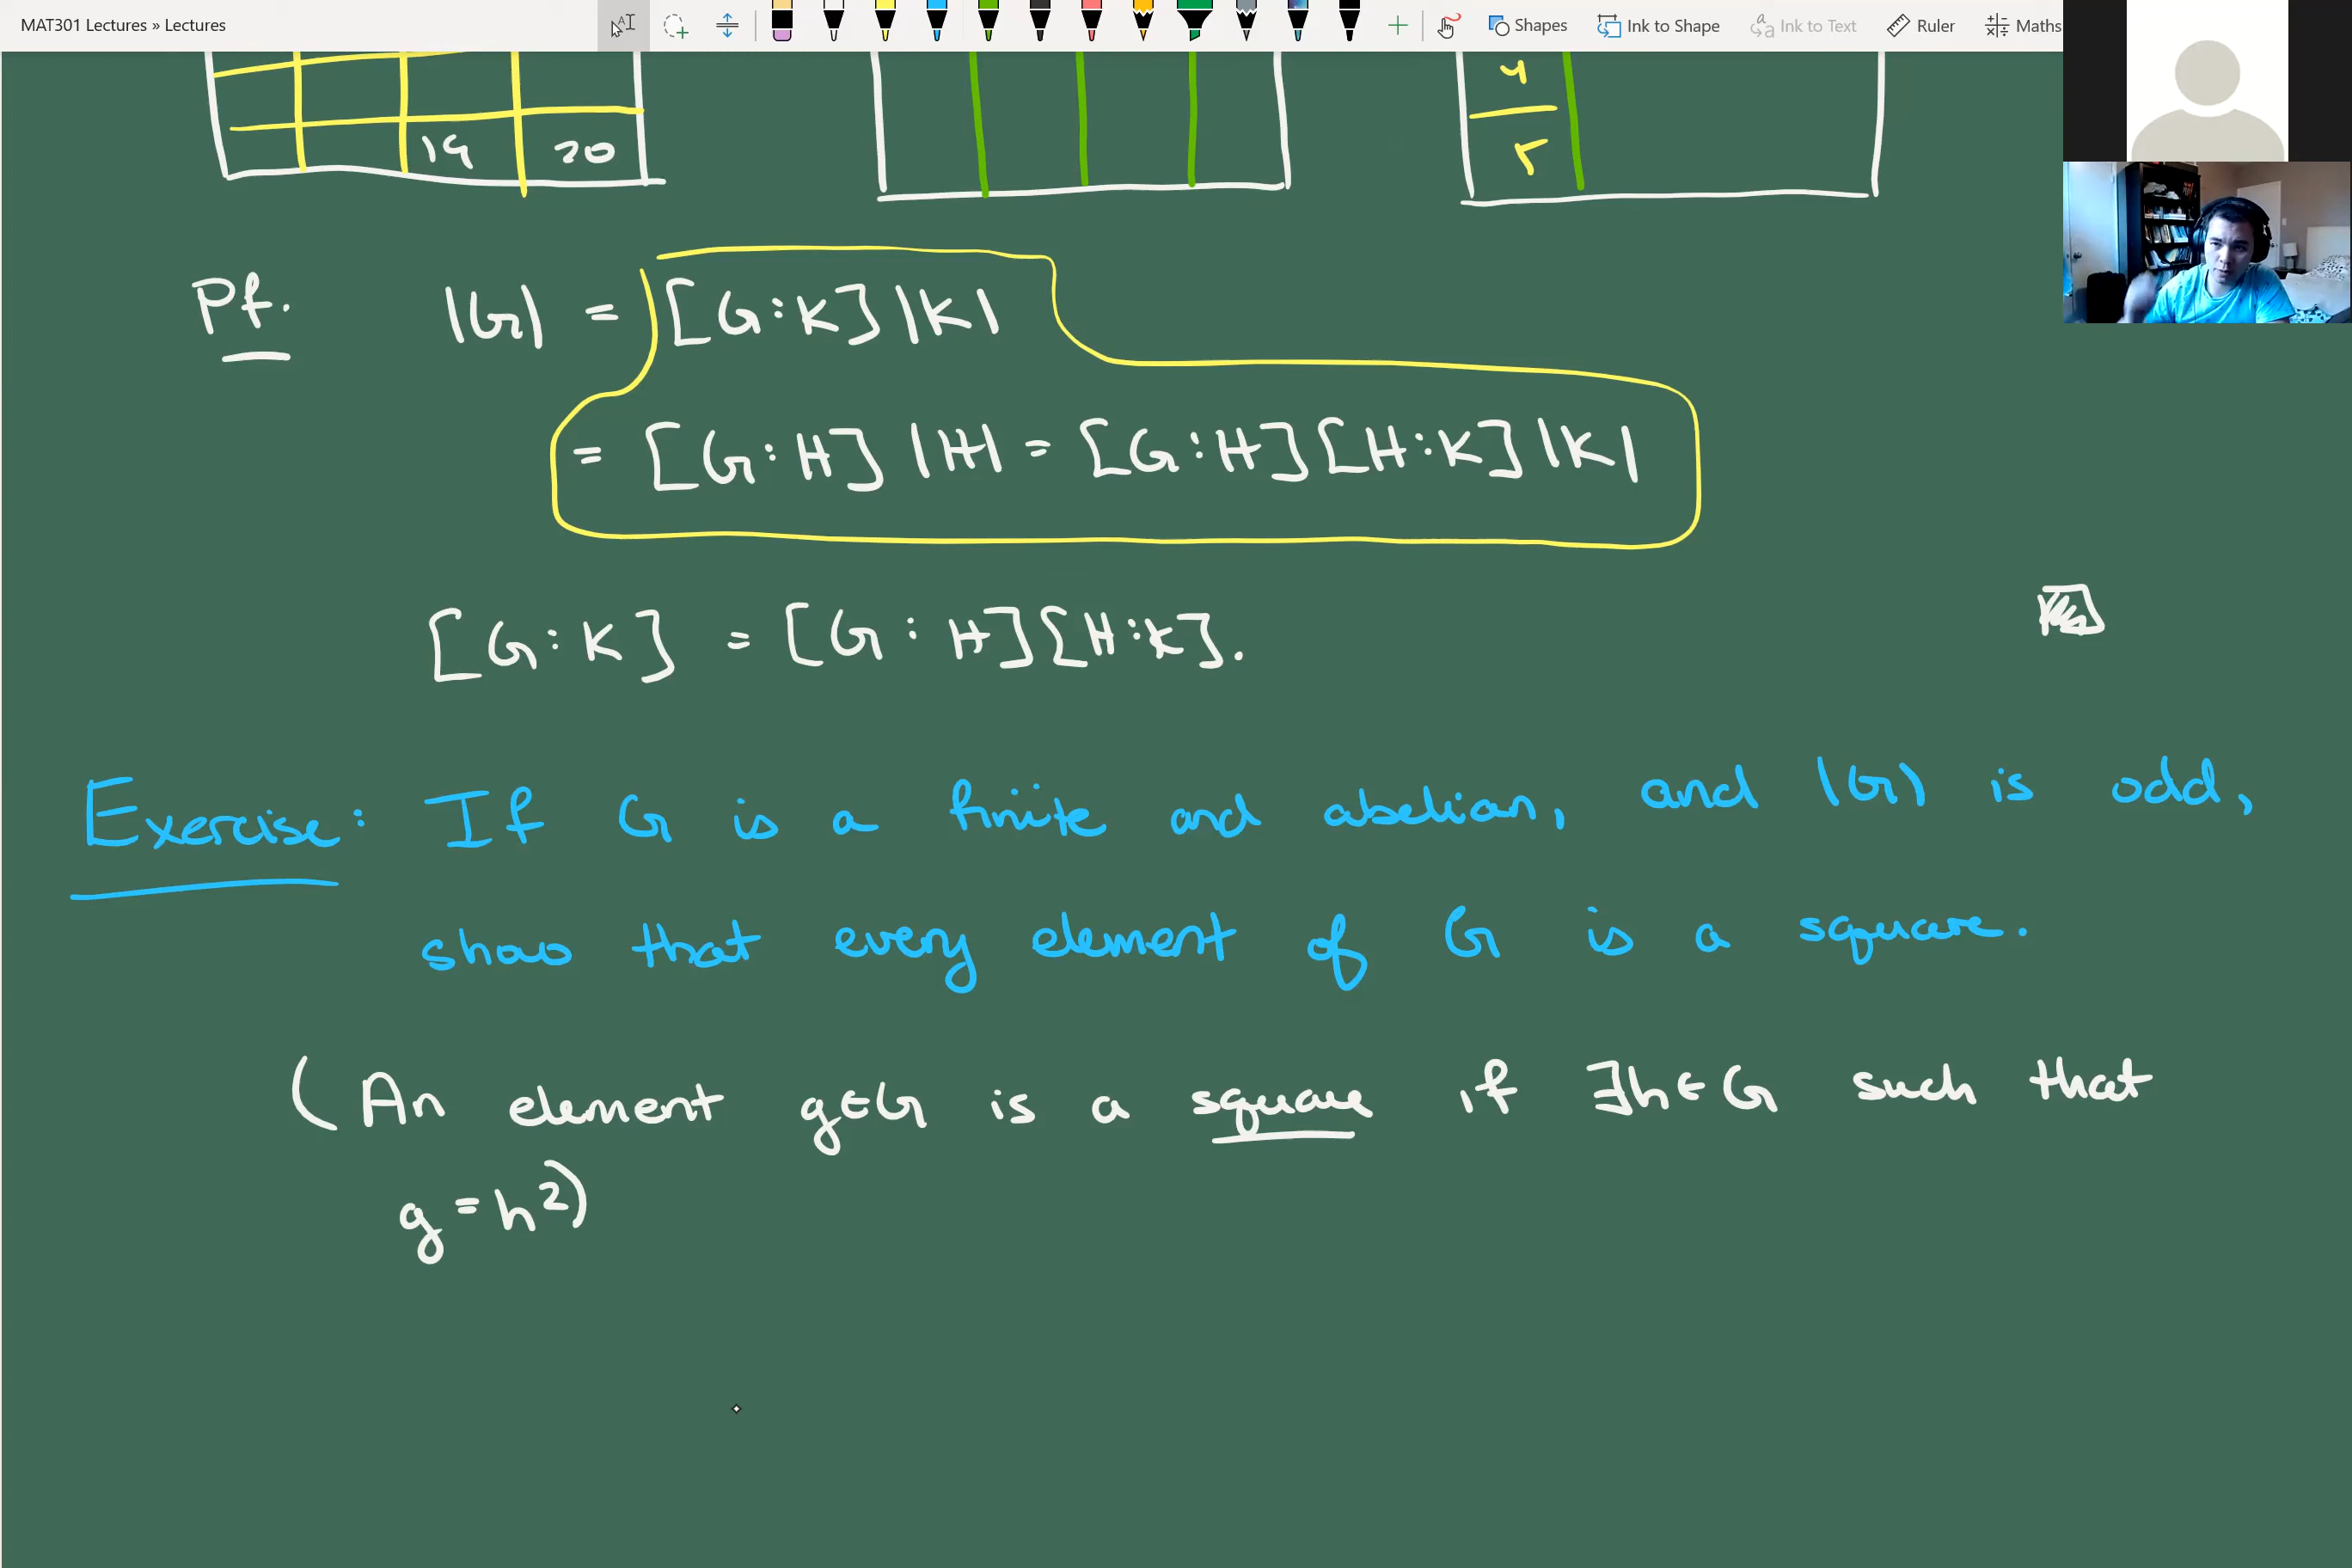 MAT301 Lectures » Lectures
Shapes Ink to Shape Ink to Text Ruler Maths
4
19 20 5
Pf. |G| = [G:K]|K|
= [G:H]|H| = [G:H][H:K]|K|
[G:K] = [G:H][H:K].
Exercise: If G is a finite and abelian, and |G| is odd,
show that every element of G is a square.
(An element g∈G is a square if ∃h∈G such that
g=h²)